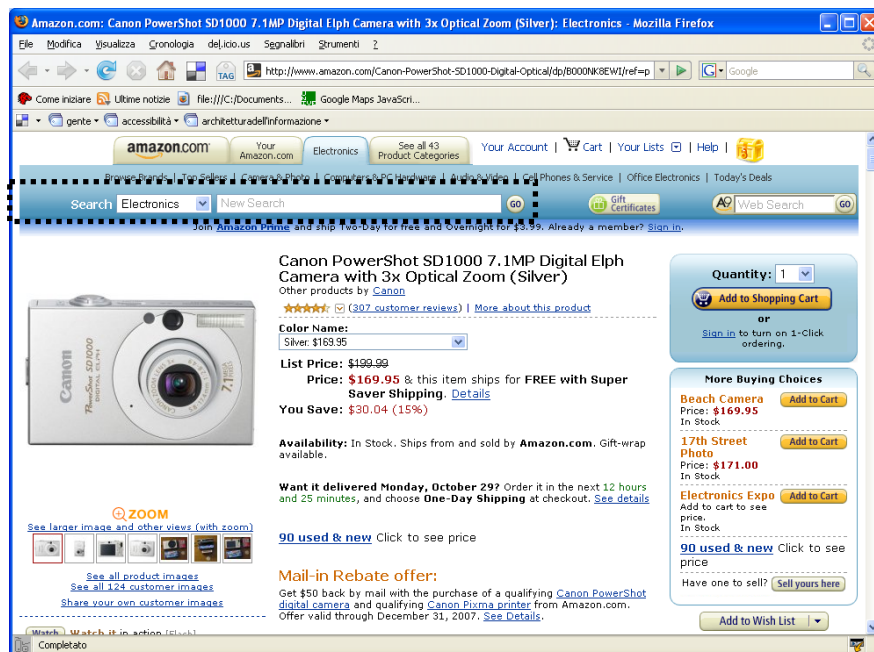 Amazon.com: Canon PowerShot SD1000 7.1MP Digital Elph Camera with 3x Optical Zoom (Silver): Electronics - Mozilla Firefox
File Modifica Visualizza Cronologia del.icio.us Segnalibri Strumenti ?
TAG http://www.amazon.com/Canon-PowerShot-SD1000-Digital-Optical/dp/B000NK8EWI/ref=p G Google
Come iniziare Ultime notizie file:///C:/Documents... Google Maps JavaScri...
gente accessibilità architetturadell'informazione
amazon.com Your Amazon.com Electronics See all 43 Product Categories Your Account | Cart | Your Lists | Help |
Browse Brands | Top Sellers | Camera & Photo | Computers & PC Hardware | Audio & Video | Cell Phones & Service | Office Electronics | Today's Deals
Search Electronics New Search GO Gift Certificates A9 Web Search GO
Join Amazon Prime and ship Two-Day for free and Overnight for $3.99. Already a member? Sign in.
Canon PowerShot SD1000 7.1MP Digital Elph
Camera with 3x Optical Zoom (Silver)
Other products by Canon
(307 customer reviews) | More about this product
Color Name:
Silver: $169.95
List Price: $199.99
Price: $169.95 & this item ships for FREE with Super
Saver Shipping. Details
You Save: $30.04 (15%)
Availability: In Stock. Ships from and sold by Amazon.com. Gift-wrap
available.
Want it delivered Monday, October 29? Order it in the next 12 hours
and 25 minutes, and choose One-Day Shipping at checkout. See details
90 used & new Click to see price
Mail-in Rebate offer:
Get $50 back by mail with the purchase of a qualifying Canon PowerShot
digital camera and qualifying Canon Pixma printer from Amazon.com.
Offer valid through December 31, 2007. See Details.
Canon
PowerShot SD1000
DIGITAL ELPH
7.1
ZOOM
See larger image and other views (with zoom)
See all product images
See all 124 customer images
Share your own customer images
Watch Watch it in action [Flash]
Quantity: 1
Add to Shopping Cart
or
Sign in to turn on 1-Click
ordering.
More Buying Choices
Beach Camera Add to Cart
Price: $169.95
In Stock
17th Street Add to Cart
Photo
Price: $171.00
In Stock
Electronics Expo Add to Cart
Add to cart to see
price.
In Stock
90 used & new Click to see
price
Have one to sell? Sell yours here
Add to Wish List
Completato